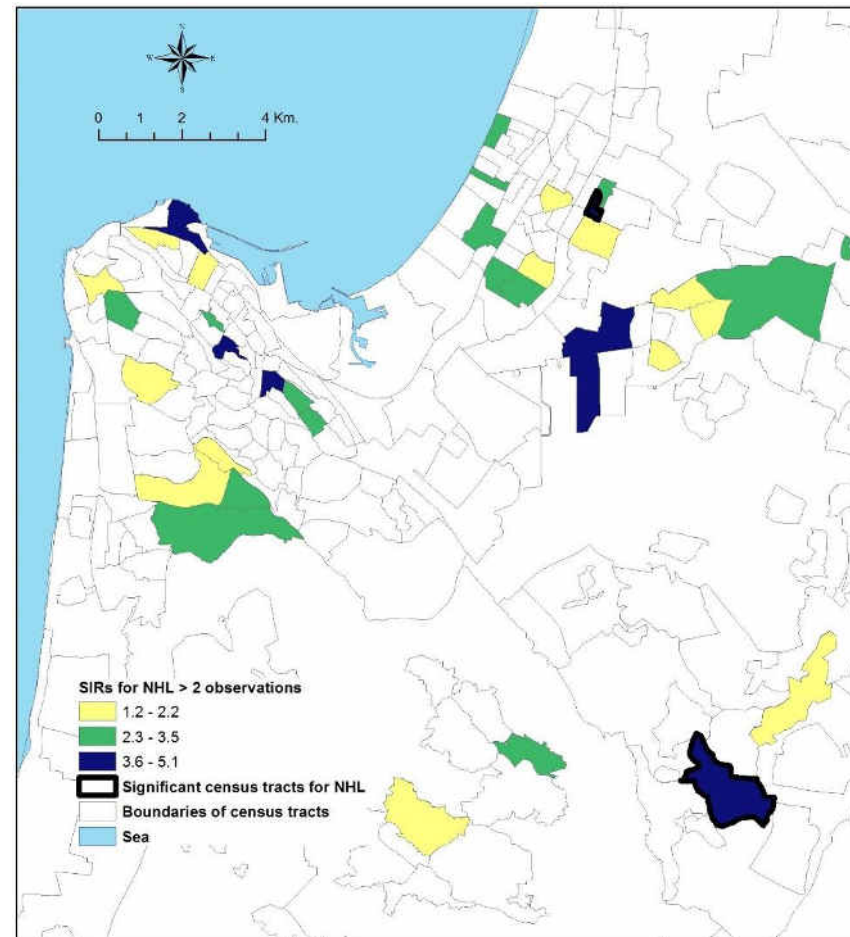 N
W E
S
0 1 2 4 Km.
SIRs for NHL > 2 observations
1.2 - 2.2
2.3 - 3.5
3.6 - 5.1
Significant census tracts for NHL
Boundaries of census tracts
Sea